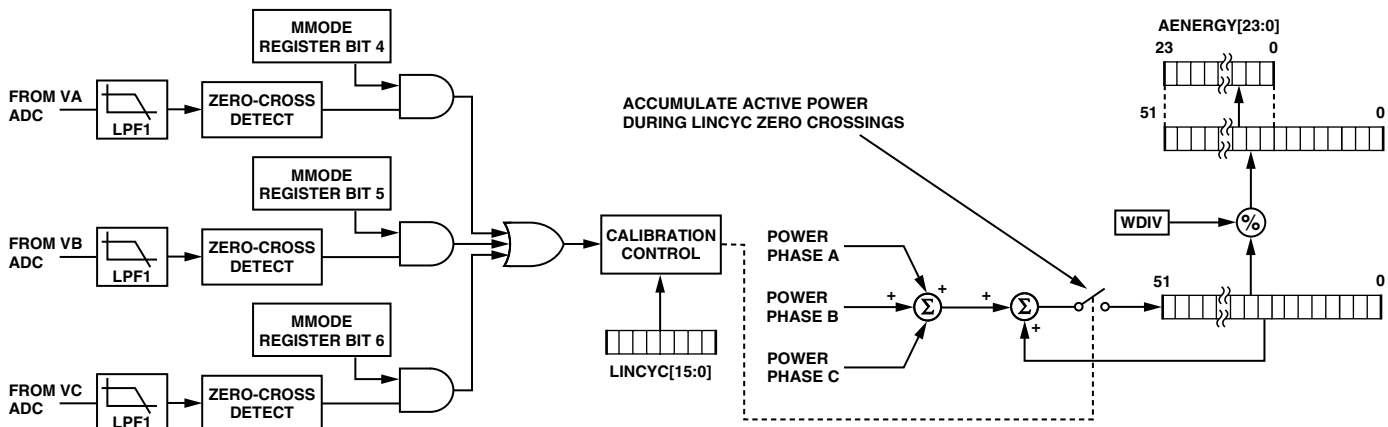 MMODE
REGISTER BIT 4
FROM VA
ADC
LPF1
ZERO-CROSS
DETECT
MMODE
REGISTER BIT 5
FROM VB
ADC
LPF1
ZERO-CROSS
DETECT
MMODE
REGISTER BIT 6
FROM VC
ADC
LPF1
ZERO-CROSS
DETECT
CALIBRATION
CONTROL
LINCYC[15:0]
ACCUMULATE ACTIVE POWER
DURING LINCYC ZERO CROSSINGS
POWER
PHASE A
POWER
PHASE B
POWER
PHASE C
+
+
Σ
+
Σ
+
AENERGY[23:0]
23 0
51 0
WDIV
%
51 0